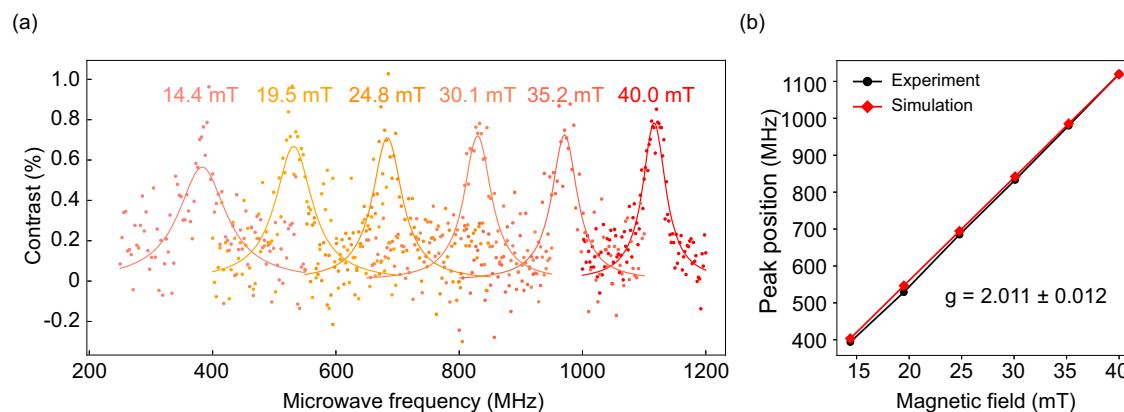 (a)
Contrast (%)
1.0
0.8
0.6
0.4
0.2
0
-0.2
14.4 mT
19.5 mT
24.8 mT
30.1 mT
35.2 mT
40.0 mT
200
400
600
800
1000
1200
Microwave frequency (MHz)
(b)
Peak position (MHz)
1100
1000
900
800
700
600
500
400
Experiment
Simulation
g = 2.011 ± 0.012
15
20
25
30
35
40
Magnetic field (mT)